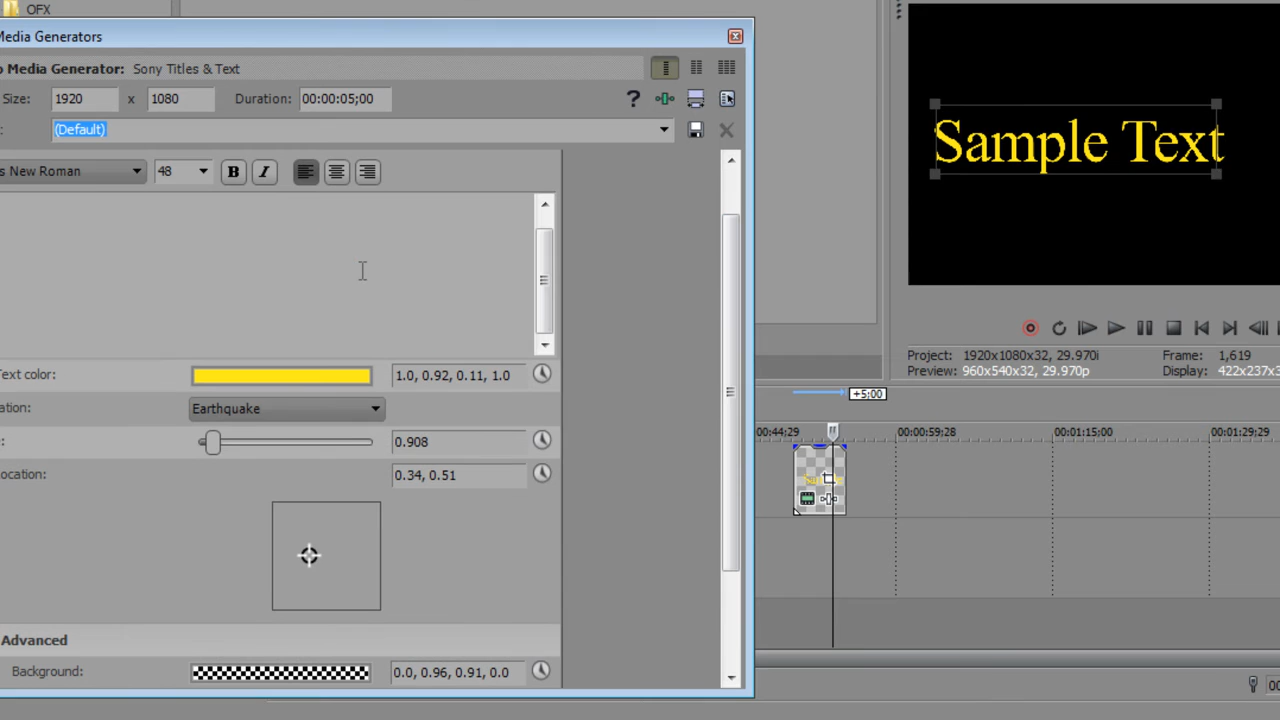 OFX
Media Generators
Media Generator: Sony Titles & Text
Size: 1920 x 1080 Duration: 00:00:05;00
(Default)
s New Roman 48 B I
Text color: 1.0, 0.92, 0.11, 1.0
ation: Earthquake
0.908
ocation: 0.34, 0.51
Advanced
Background: 0.0, 0.96, 0.91, 0.0
Sample Text
Project: 1920x1080x32, 29.970i Frame: 1,619
Preview: 960x540x32, 29.970p Display: 422x237x3
+5:00
00:44;29 00:00:59;28 00:01:15;00 00:01:29;29
00